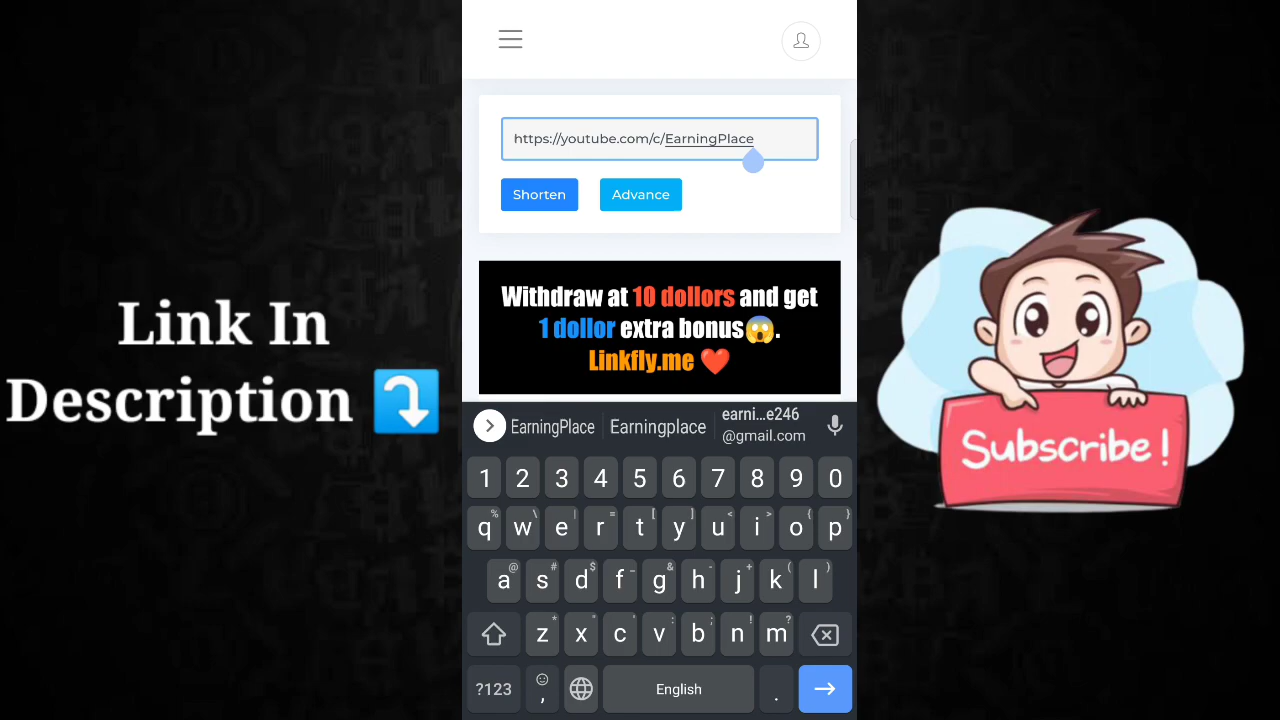 Link In
Description ⤵️
https://youtube.com/c/EarningPlace
Shorten Advance
Withdraw at 10 dollors and get
1 dollor extra bonus😱.
Linkfly.me ❤️
EarningPlace Earningplace earni...e246
@gmail.com
1 2 3 4 5 6 7 8 9 0
% \ | = [ ] < > { }
q w e r t y u i o p
@ # $ _ & - + ( )
a s d f g h j k l
* " ' : ; ! ?
z x c v b n m
?123 , English .
Subscribe!